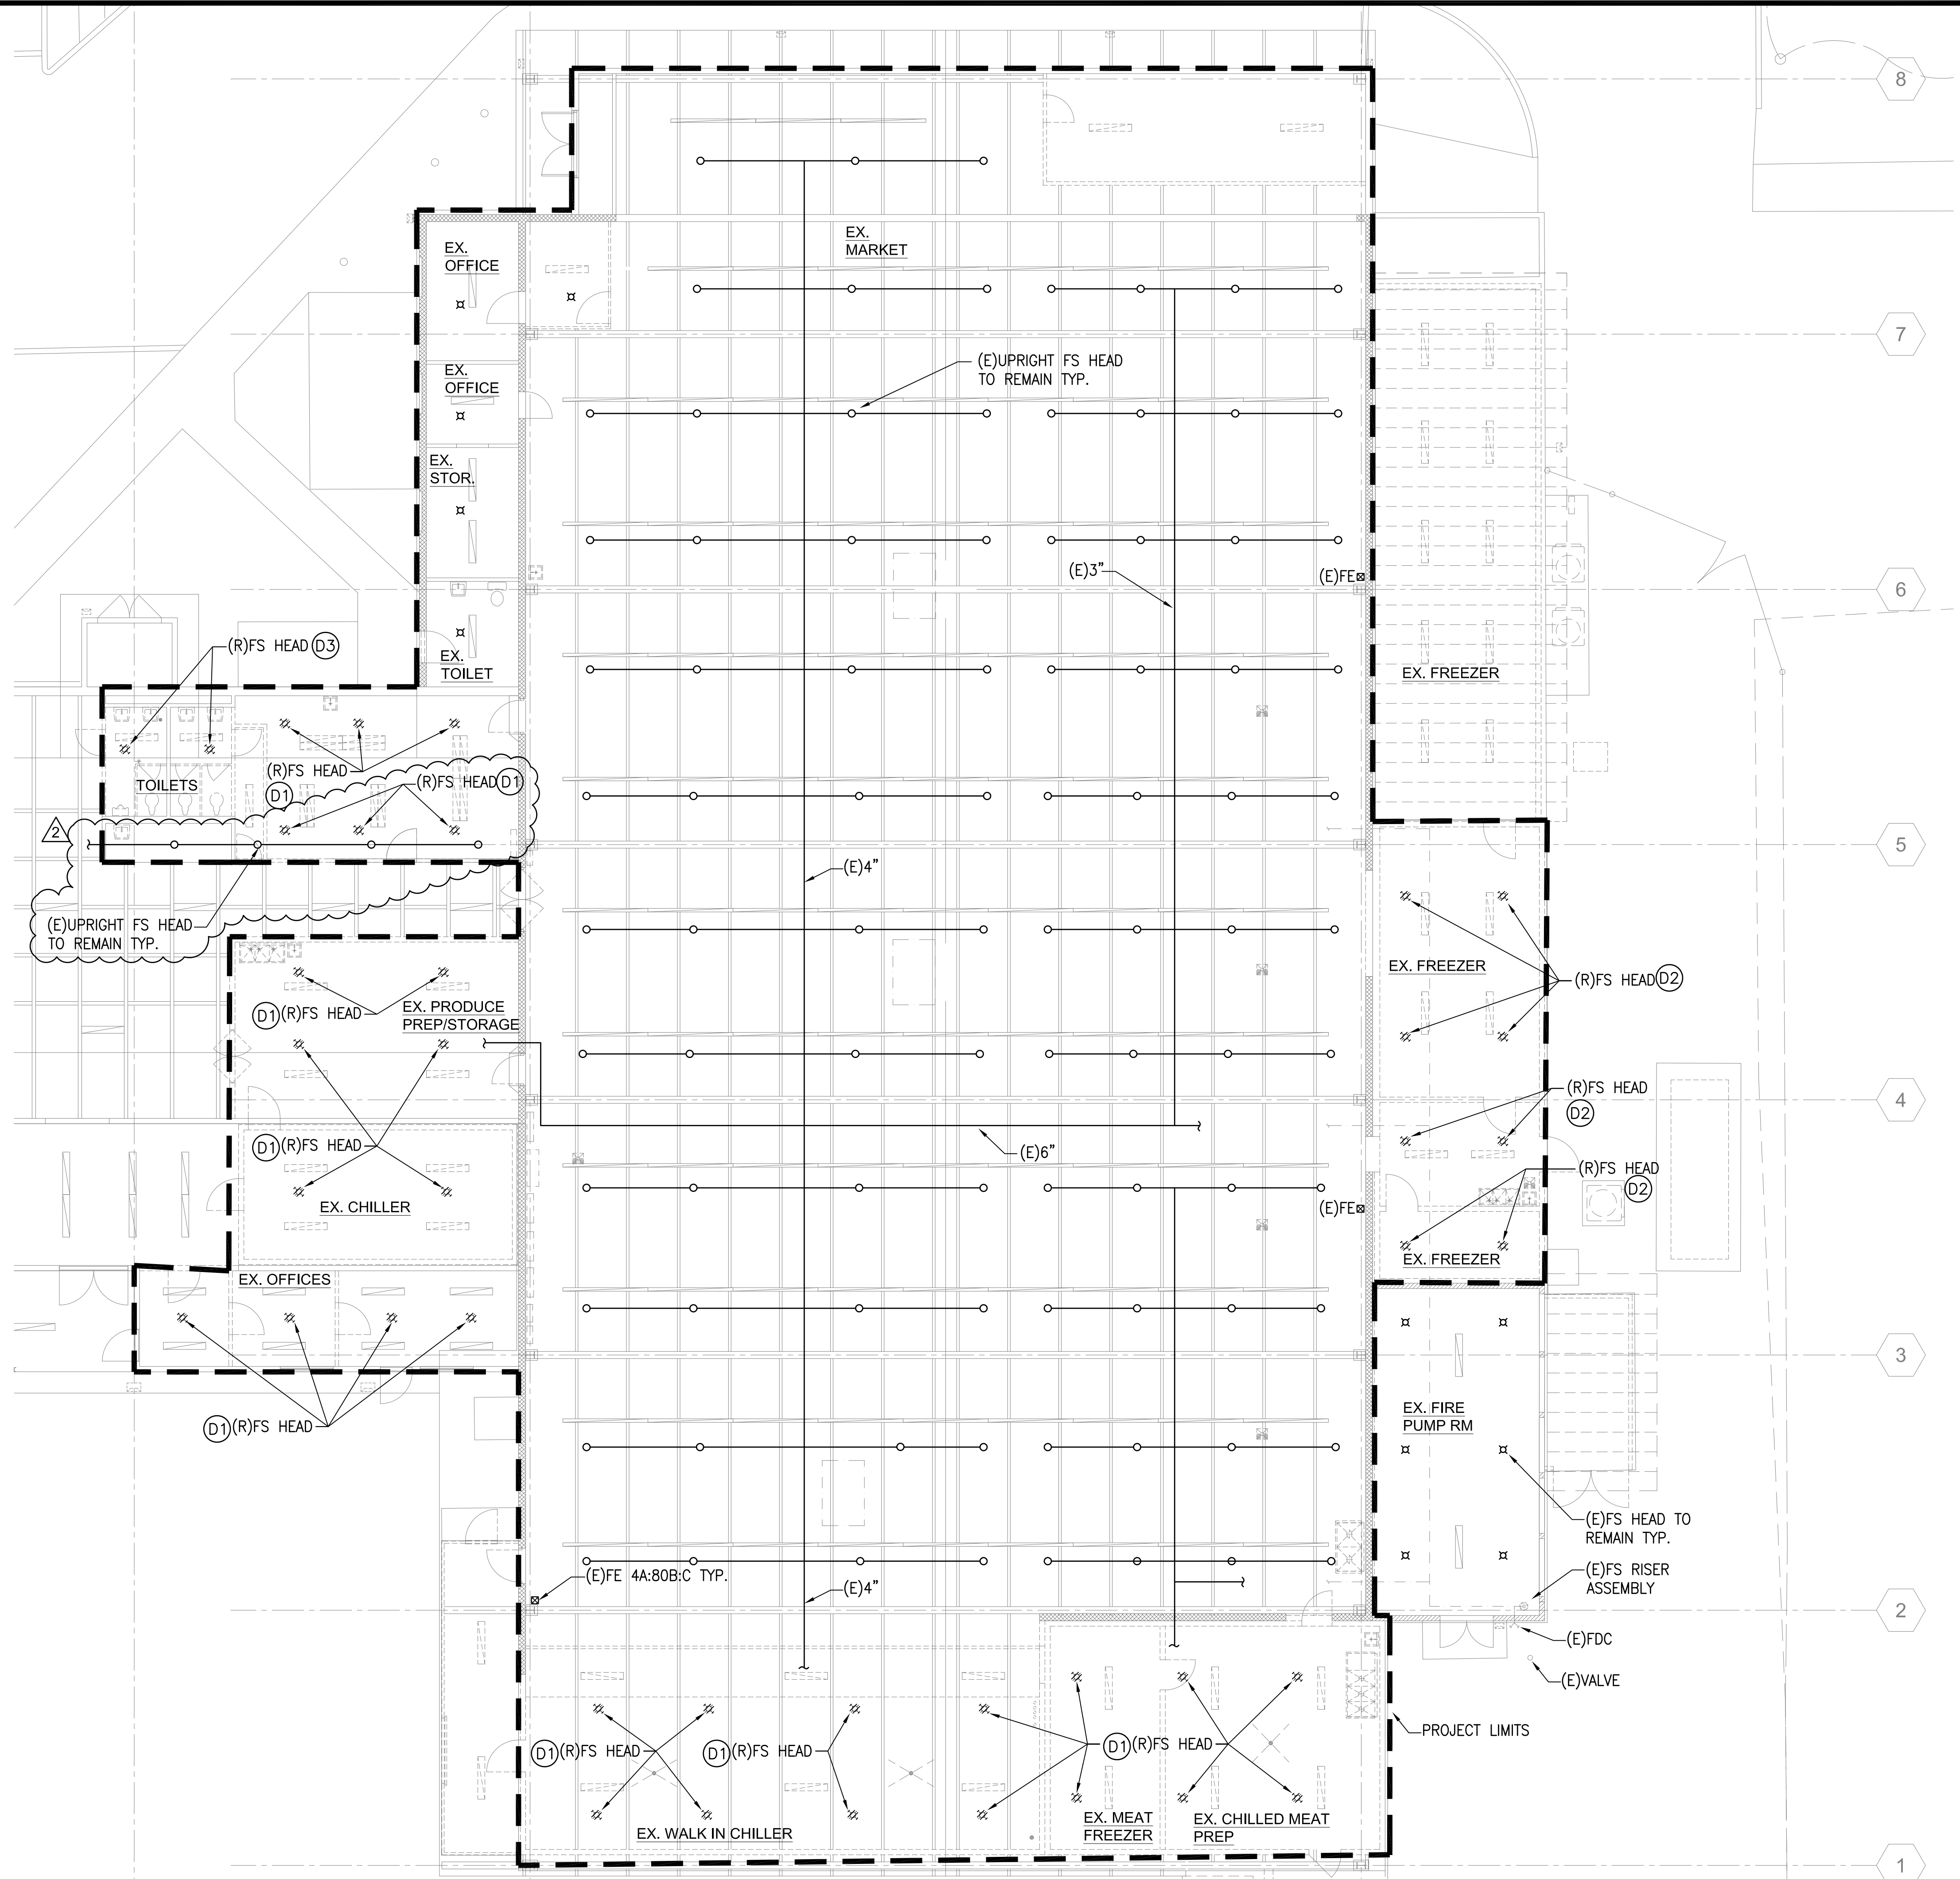 8
EX.
MARKET
EX.
OFFICE
7
(E)UPRIGHT FS HEAD
TO REMAIN TYP.
EX.
OFFICE
EX.
STOR.
(E)3"
(E)FE
6
(R)FS HEAD D3
EX.
TOILET
EX. FREEZER
(R)FS HEAD
D1
(R)FS HEAD D1
TOILETS
2
5
(E)4"
(E)UPRIGHT FS HEAD
TO REMAIN TYP.
EX. FREEZER
(R)FS HEAD D2
D1 (R)FS HEAD
EX. PRODUCE
PREP/STORAGE
(R)FS HEAD
D2
4
D1 (R)FS HEAD
(E)6"
(R)FS HEAD
D2
EX. CHILLER
(E)FE
EX. FREEZER
EX. OFFICES
3
EX. FIRE
PUMP RM
D1 (R)FS HEAD
(E)FS HEAD TO
REMAIN TYP.
(E)FE 4A:80B:C TYP.
(E)4"
(E)FS RISER
ASSEMBLY
2
(E)FDC
(E)VALVE
PROJECT LIMITS
D1 (R)FS HEAD
D1 (R)FS HEAD
D1 (R)FS HEAD
EX. WALK IN CHILLER
EX. MEAT
FREEZER
EX. CHILLED MEAT
PREP
1